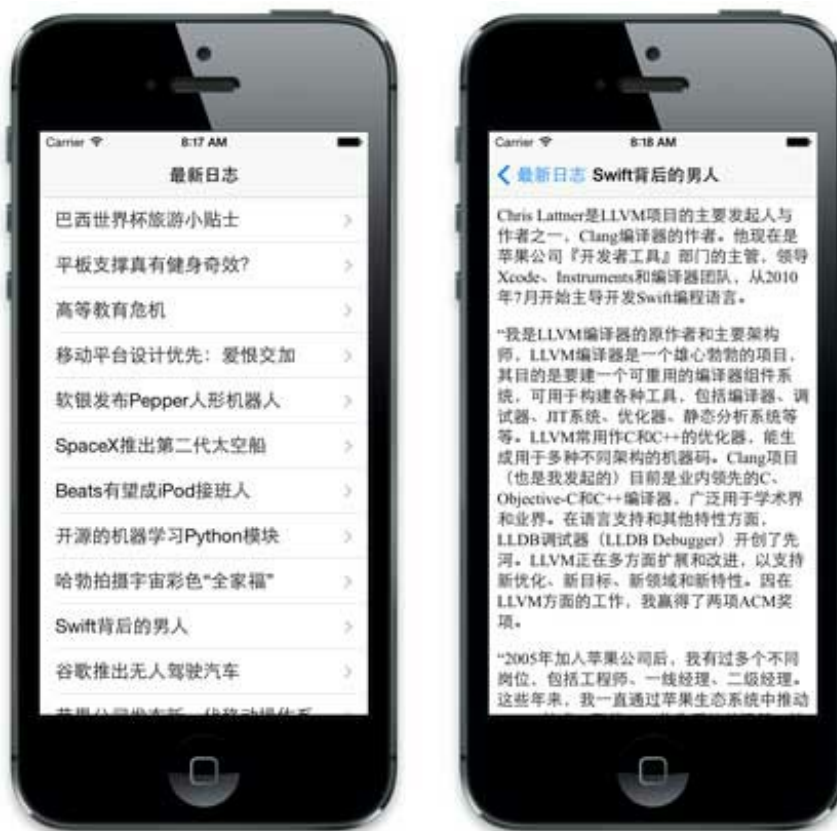 Carrier 8:17 AM
最新日志
巴西世界杯旅游小贴士
平板支撑真有健身奇效?
高等教育危机
移动平台设计优先：爱恨交加
软银发布Pepper人形机器人
SpaceX推出第二代太空船
Beats有望成iPod接班人
开源的机器学习Python模块
哈勃拍摄宇宙彩色“全家福”
Swift背后的男人
谷歌推出无人驾驶汽车
Carrier 8:18 AM
最新日志 Swift背后的男人
Chris Lattner是LLVM项目的主要发起人与
作者之一，Clang编译器的作者。他现在是
苹果公司『开发者工具』部门的主管，领导
Xcode、Instruments和编译器团队，从2010
年7月开始主导开发Swift编程语言。
“我是LLVM编译器的原作者和主要架构
师，LLVM编译器是一个雄心勃勃的项目，
其目的是要建一个可重用的编译器组件系
统，可用于构建各种工具，包括编译器、调
试器、JIT系统、优化器、静态分析系统等
等。LLVM常用作C和C++的优化器，能生
成用于多种不同架构的机器码。Clang项目
（也是我发起的）目前是业内领先的C、
Objective-C和C++编译器，广泛用于学术界
和业界。在语言支持和其他特性方面，
LLDB调试器（LLDB Debugger）开创了先
河。LLVM正在多方面扩展和改进，以支持
新优化、新目标、新领域和新特性。因在
LLVM方面的工作，我赢得了两项ACM奖
项。
“2005年加入苹果公司后，我有过多个不同
岗位，包括工程师、一线经理、二级经理。
这些年来，我一直通过苹果生态系统中推动